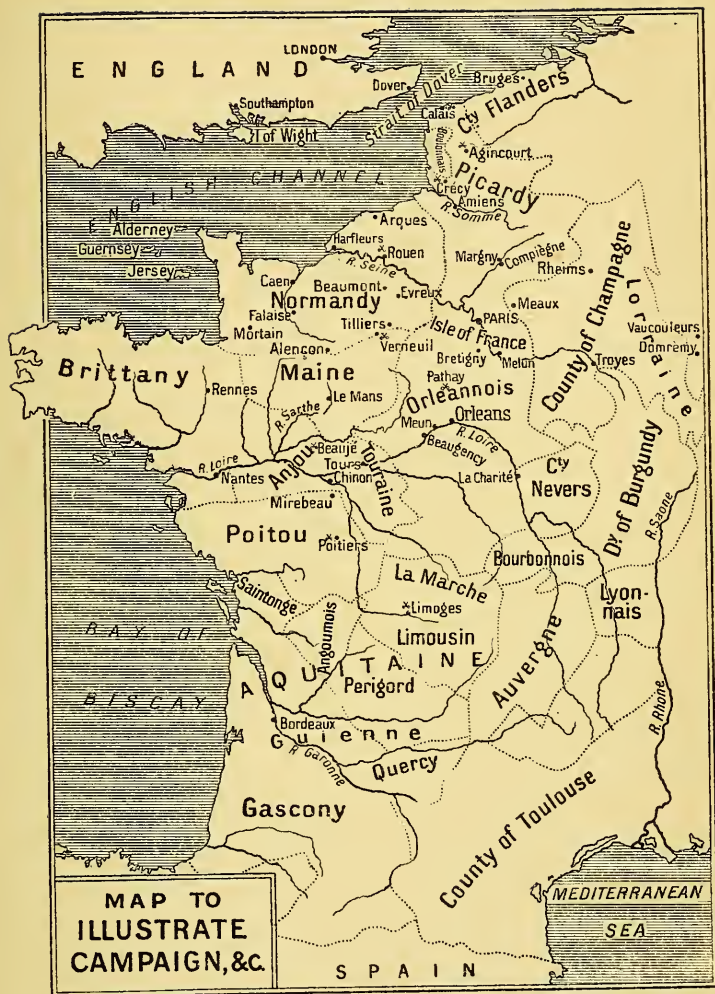 LONDON
ENGLAND
Dover
Strait of Dover
Bruges
Cty Flanders
Southampton
I of Wight
Calais
Boulonnais
Agincourt
Picardy
ENGLISH CHANNEL
Crécy
Amiens
R. Somme
Alderney
Guernsey
Jersey
Arques
Harfleurs
Rouen
R. Seine
Margny
Compiègne
Rheims
Caen
Beaumont
Evreux
Normandy
Meaux
County of Champagne
Lorraine
Falaise
Tilliers
Isle of France
PARIS
Vaucouleurs
Mortain
Verneuil
Bretigny
Melun
Troyes
Domremy
Alençon
Brittany
Maine
Pathay
Orleannois
Rennes
Le Mans
R. Sarthe
Meun
Orleans
R. Loire
Beaugency
Anjou
Beaujé
Touraine
Tours
R. Loire
Nantes
Chinon
La Charité
Cty
Nevers
Dy. of Burgundy
R. Saone
Mirebeau
Poitou
Poitiers
Bourbonnois
La Marche
Lyon-
nais
Saintonge
Limoges
Angoumois
Limousin
BAY OF
BISCAY
AQUITAINE
Perigord
Auvergne
R. Rhone
Bordeaux
Guienne
R. Garonne
Quercy
Gascony
County of Toulouse
MAP TO
ILLUSTRATE
CAMPAIGN, &C.
MEDITERRANEAN
SEA
SPAIN